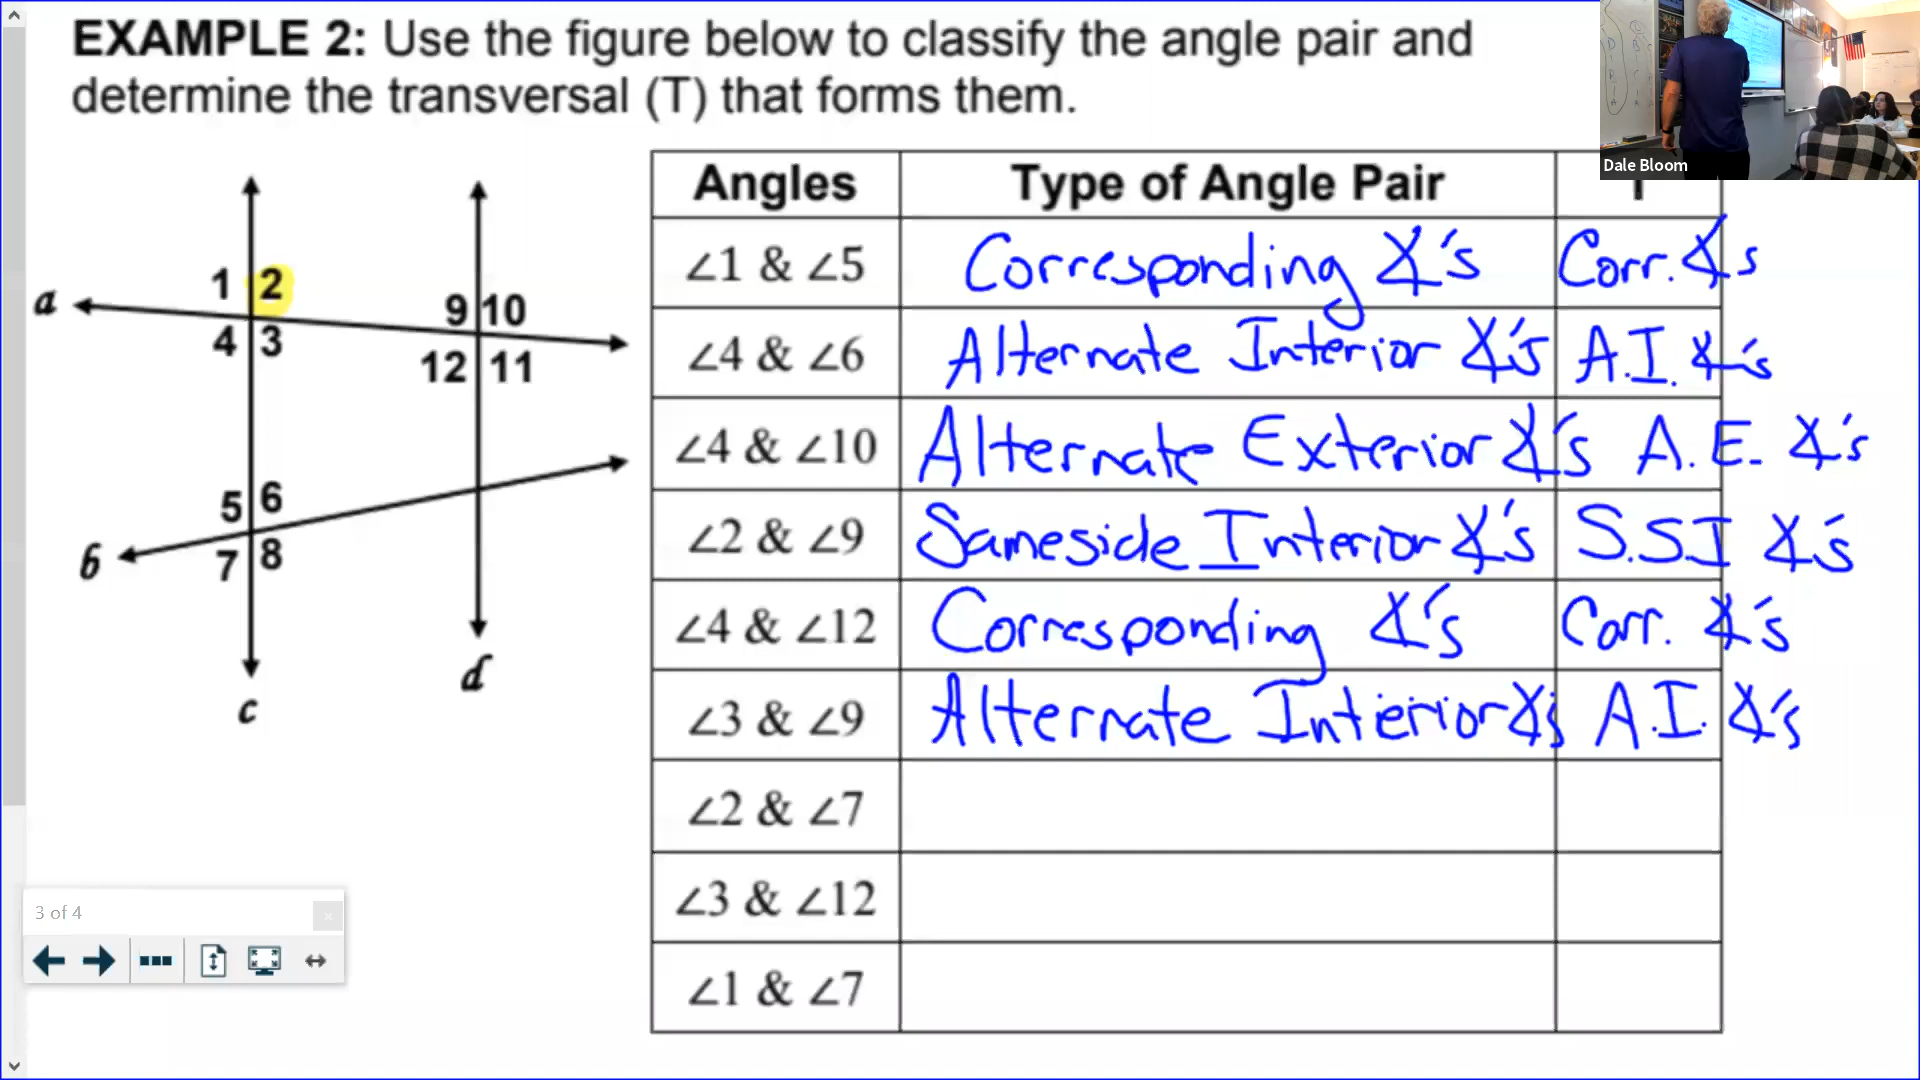 EXAMPLE 2: Use the figure below to classify the angle pair and
determine the transversal (T) that forms them.
Dale Bloom
Angles Type of Angle Pair T
∠1 & ∠5 Corresponding ∡'s Corr. ∡s
∠4 & ∠6 Alternate Interior ∡'s A.I. ∡'s
∠4 & ∠10 Alternate Exterior ∡'s A.E. ∡'s
∠2 & ∠9 Sameside Interior ∡'s S.S.I ∡'s
∠4 & ∠12 Corresponding ∡'s Corr. ∡'s
∠3 & ∠9 Alternate Intierior ∡'s A.I. ∡'s
∠2 & ∠7
∠3 & ∠12
∠1 & ∠7
1 2
a
9 10
4 3
12 11
5 6
b
7 8
d
c
3 of 4